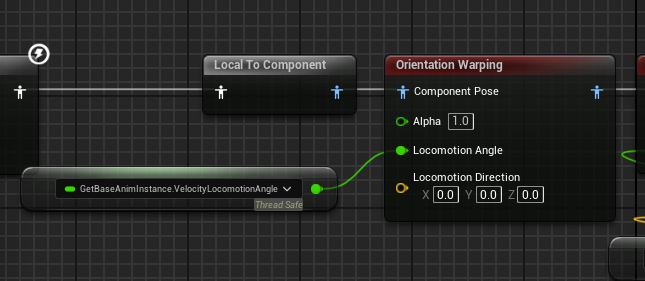 Local To Component
Orientation Warping
Component Pose
Alpha 1.0
Locomotion Angle
GetBaseAnimInstance.VelocityLocomotionAngle
Thread Safe
Locomotion Direction
X 0.0 Y 0.0 Z 0.0